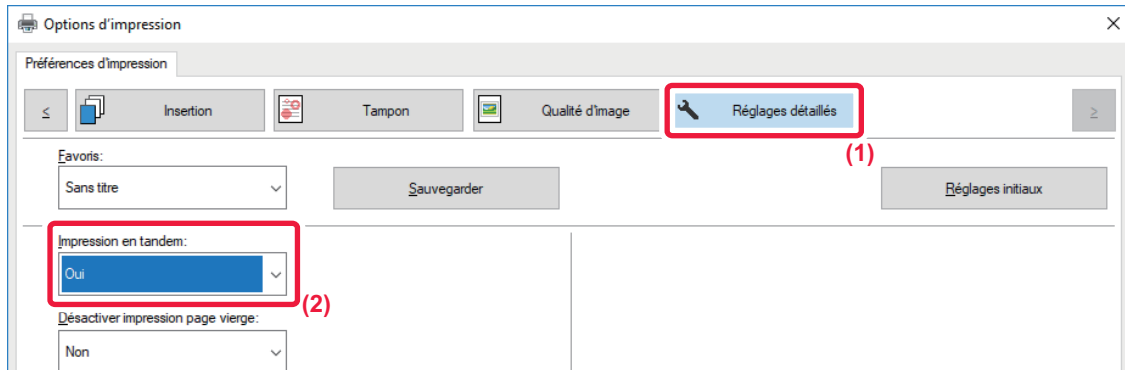 Options d'impression
Préférences d'impression
< Insertion Tampon Qualité d'image Réglages détaillés >
(1)
Favoris:
Sans titre Sauvegarder Réglages initiaux
Impression en tandem:
Oui
(2)
Désactiver impression page vierge:
Non